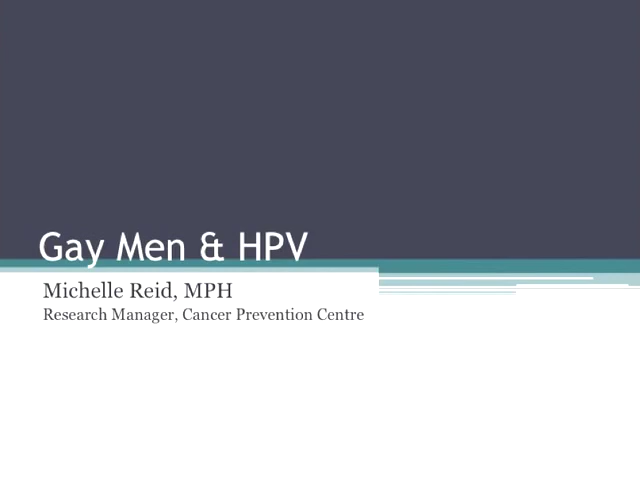 Gay Men & HPV
Michelle Reid, MPH
Research Manager, Cancer Prevention Centre